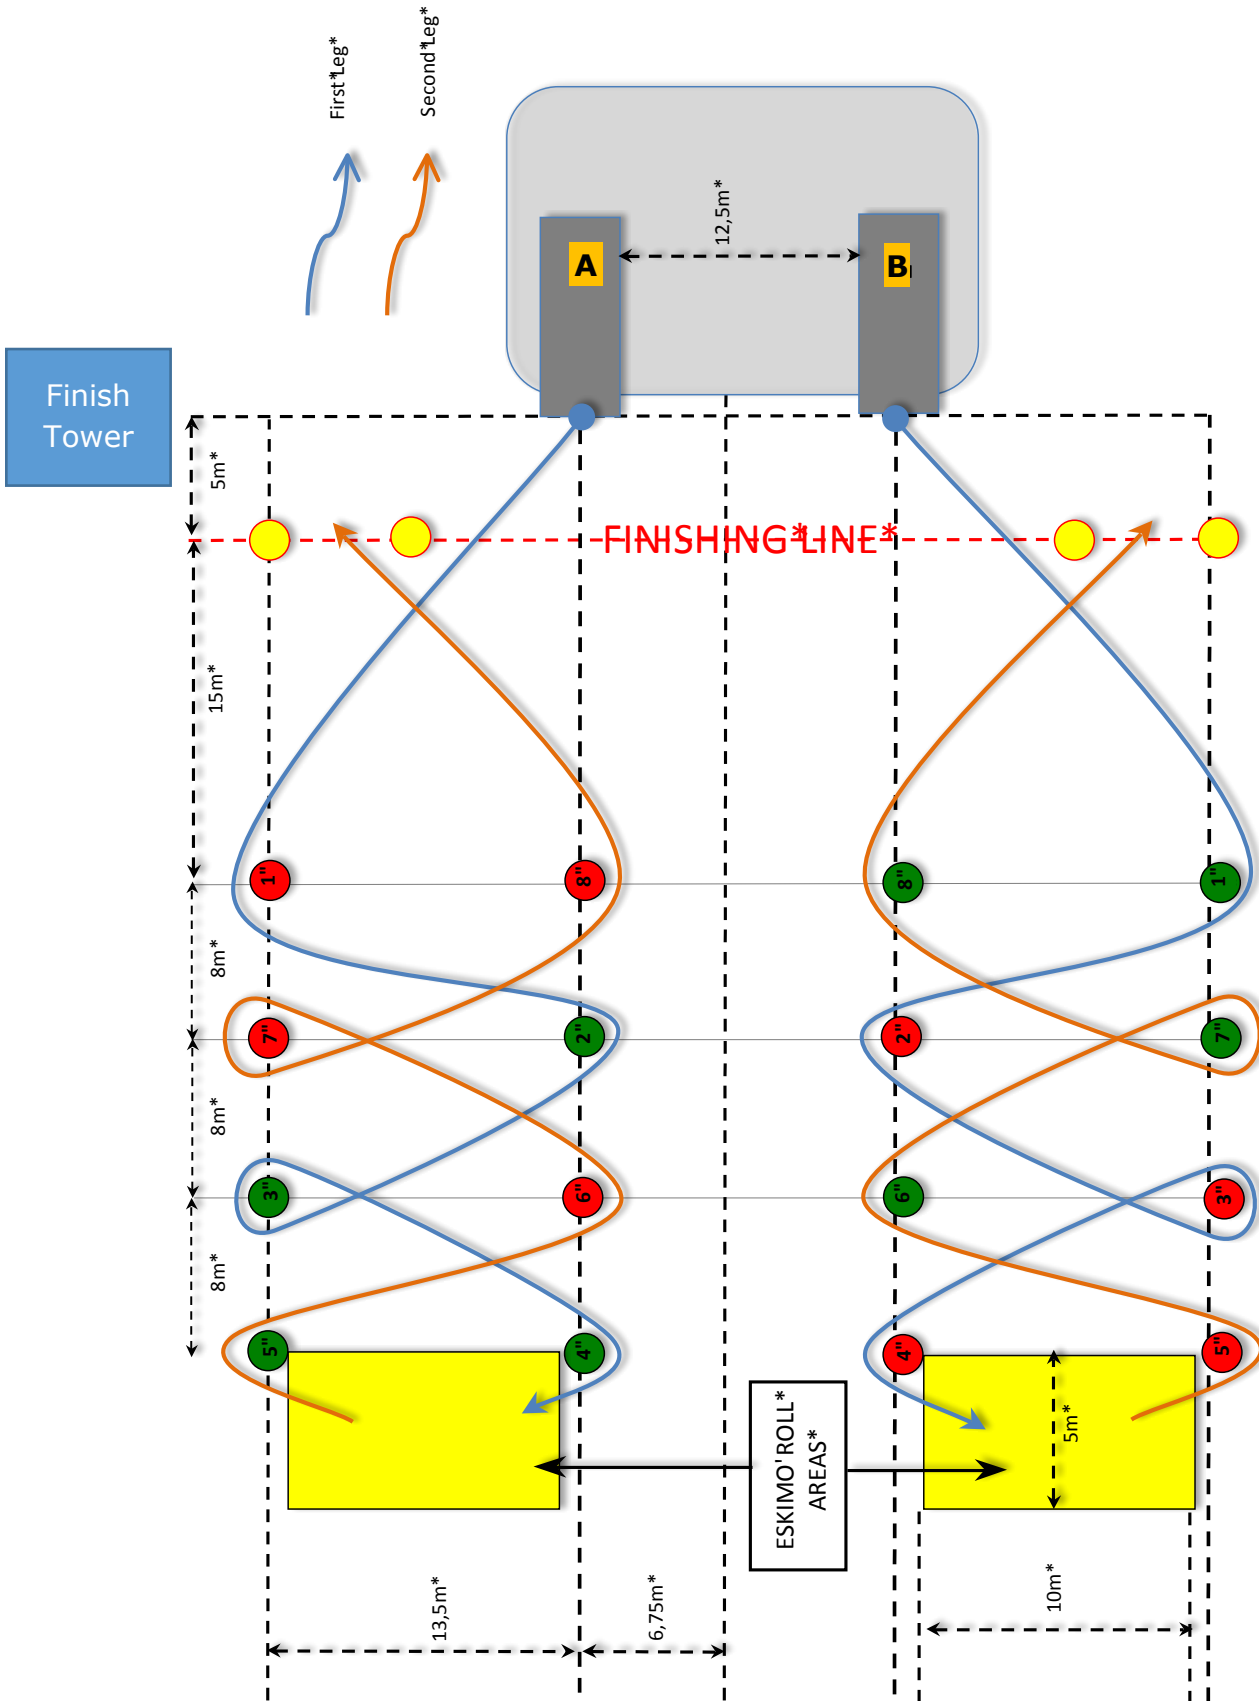 First*Leg*
Second*Leg*
12,5m*
A
B
Finish
Tower
5m*
FINISHING*LINE*
15m*
1"
8"
8"
1"
8m*
7"
2"
2"
7"
8m*
3"
6"
6"
3"
8m*
5"
4"
4"
5"
5m*
ESKIMO'ROLL*
AREAS*
13,5m*
6,75m*
10m*